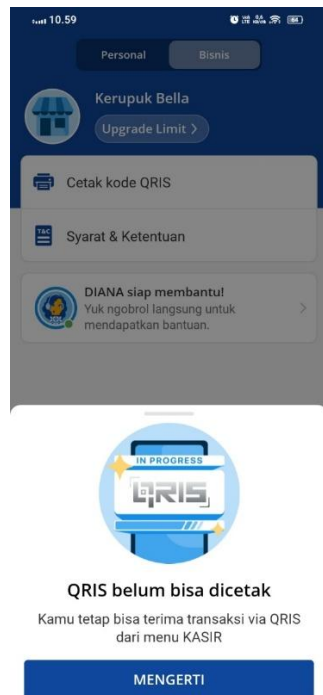 10.59
64
Personal
Bisnis
Kerupuk Bella
Upgrade Limit >
Cetak kode QRIS
T&C
Syarat & Ketentuan
DIANA siap membantu!
Yuk ngobrol langsung untuk
mendapatkan bantuan.
IN PROGRESS
QRIS
QRIS belum bisa dicetak
Kamu tetap bisa terima transaksi via QRIS
dari menu KASIR
MENGERTI